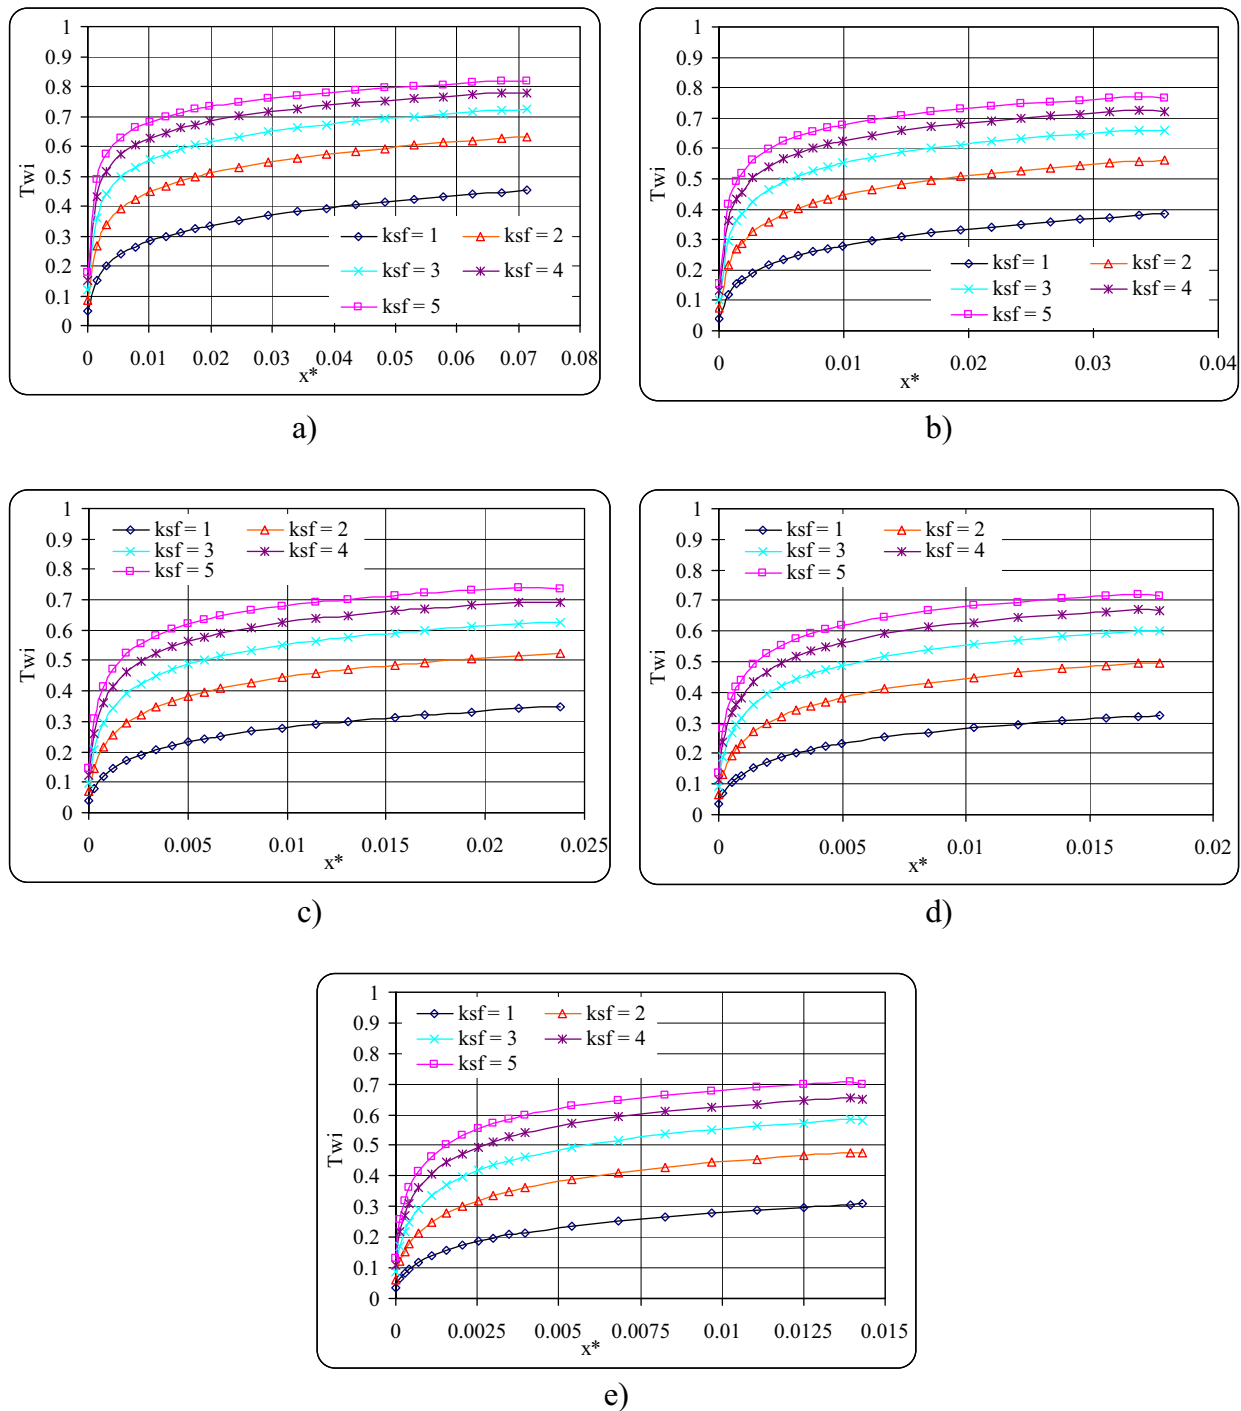 1
0.9
0.8
0.7
0.6
0.5
0.4
0.3
0.2
0.1
0
Twi
ksf = 1 ksf = 2
ksf = 3 ksf = 4
ksf = 5
0 0.01 0.02 0.03 0.04 0.05 0.06 0.07 0.08
x*
a)
1
0.9
0.8
0.7
0.6
0.5
0.4
0.3
0.2
0.1
0
Twi
ksf = 1 ksf = 2
ksf = 3 ksf = 4
ksf = 5
0 0.01 0.02 0.03 0.04
x*
b)
1
0.9
0.8
0.7
0.6
0.5
0.4
0.3
0.2
0.1
0
Twi
ksf = 1 ksf = 2
ksf = 3 ksf = 4
ksf = 5
0 0.005 0.01 0.015 0.02 0.025
x*
c)
1
0.9
0.8
0.7
0.6
0.5
0.4
0.3
0.2
0.1
0
Twi
ksf = 1 ksf = 2
ksf = 3 ksf = 4
ksf = 5
0 0.005 0.01 0.015 0.02
x*
d)
1
0.9
0.8
0.7
0.6
0.5
0.4
0.3
0.2
0.1
0
Twi
ksf = 1 ksf = 2
ksf = 3 ksf = 4
ksf = 5
0 0.0025 0.005 0.0075 0.01 0.0125 0.015
x*
e)